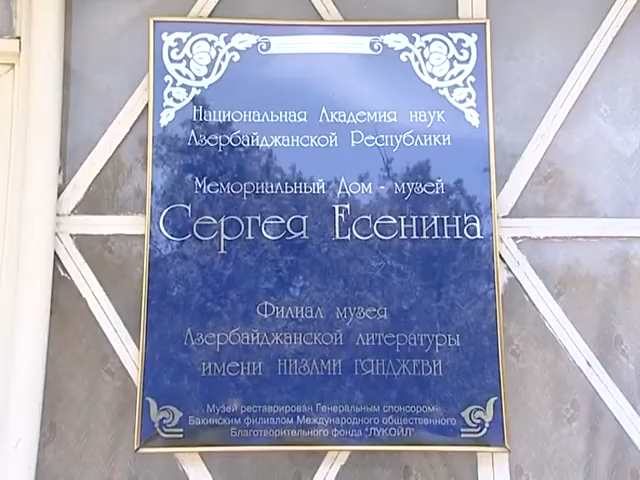 Национальная Академия наук
Азербайджанской Республики
Мемориальный Дом - музей
Сергея Есенина
Филиал музея
Азербайджанской литературы
имени НИЗАМИ ГЯНДЖЕВИ
Музей реставрирован Генеральным спонсором-
Бакинским филиалом Международного общественного
Благотворительного фонда "ЛУКОЙЛ"